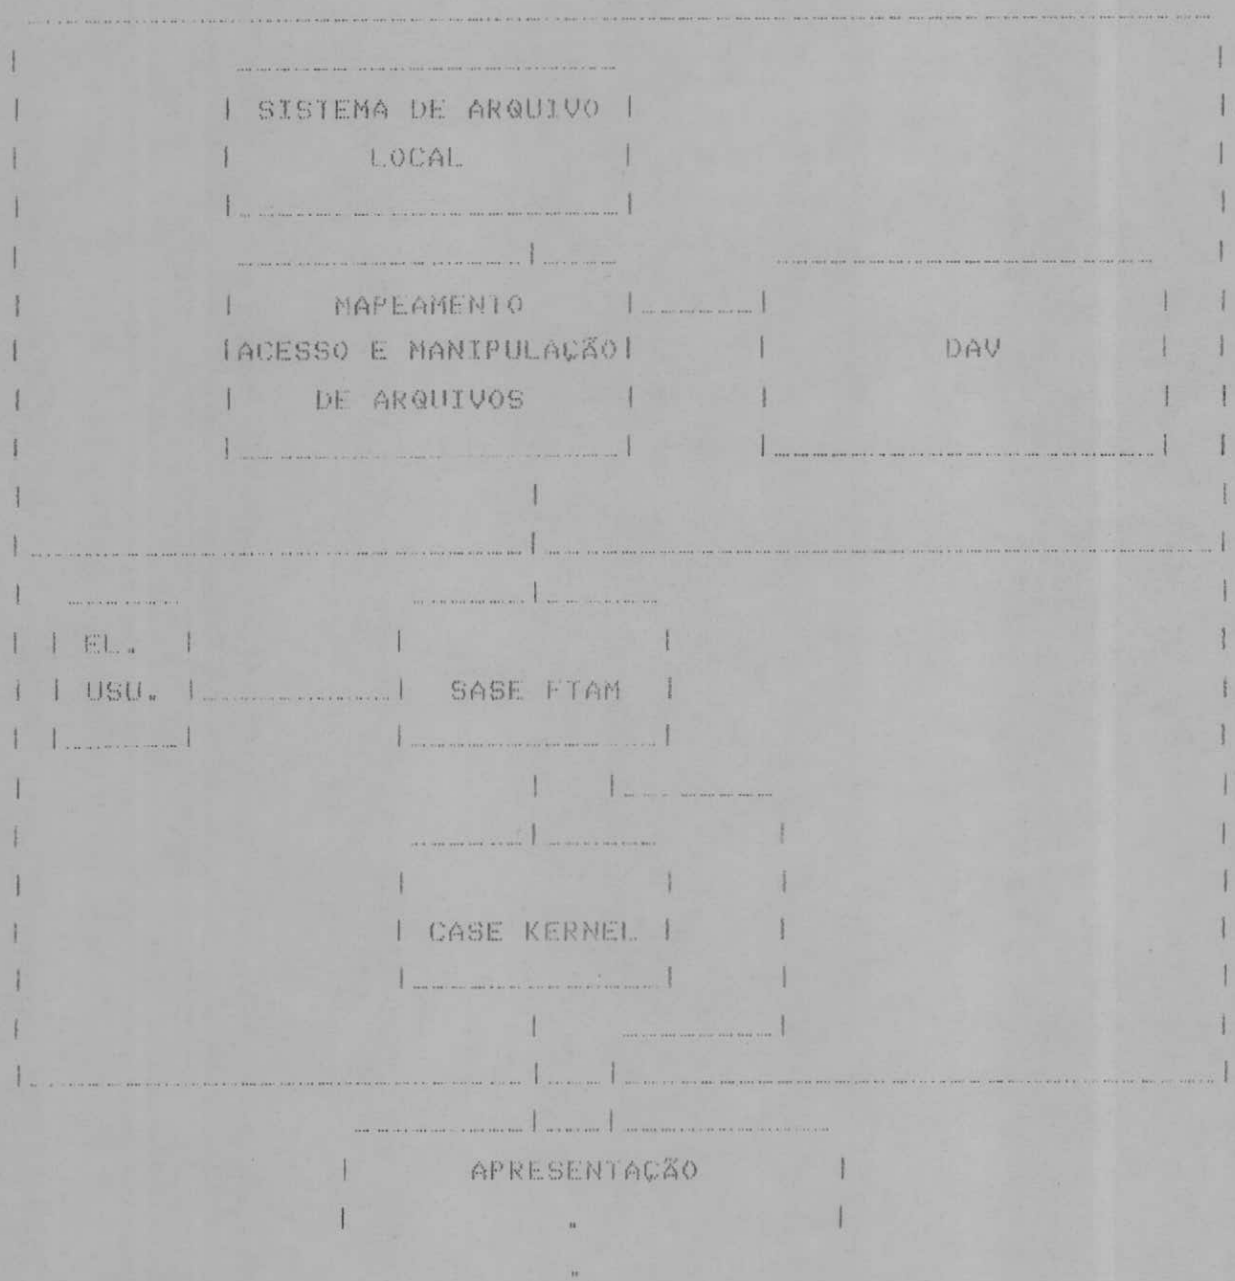 SISTEMA DE ARQUIVO
LOCAL
MAPEAMENTO
ACESSO E MANIPULAÇÃO
DE ARQUIVOS
DAV
EL.
USU.
SASE FTAM
CASE KERNEL
APRESENTAÇÃO